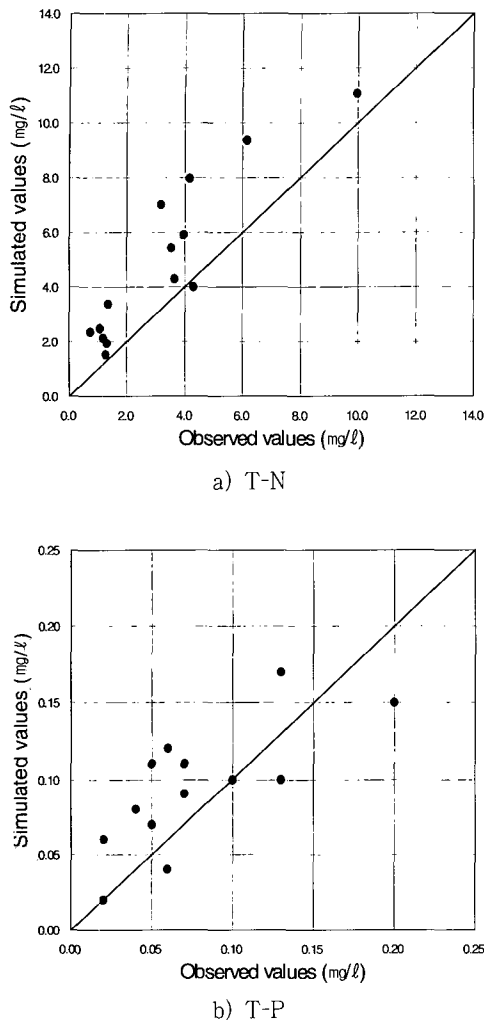 14.0
12.0
10.0
8.0
6.0
4.0
2.0
0.0
Simulated values (mg/ℓ)
0.0 2.0 4.0 6.0 8.0 10.0 12.0 14.0
Observed values (mg/ℓ)
a) T-N
0.25
0.20
0.15
0.10
0.05
0.00
Simulated values (mg/ℓ)
0.00 0.05 0.10 0.15 0.20 0.25
Observed values (mg/ℓ)
b) T-P